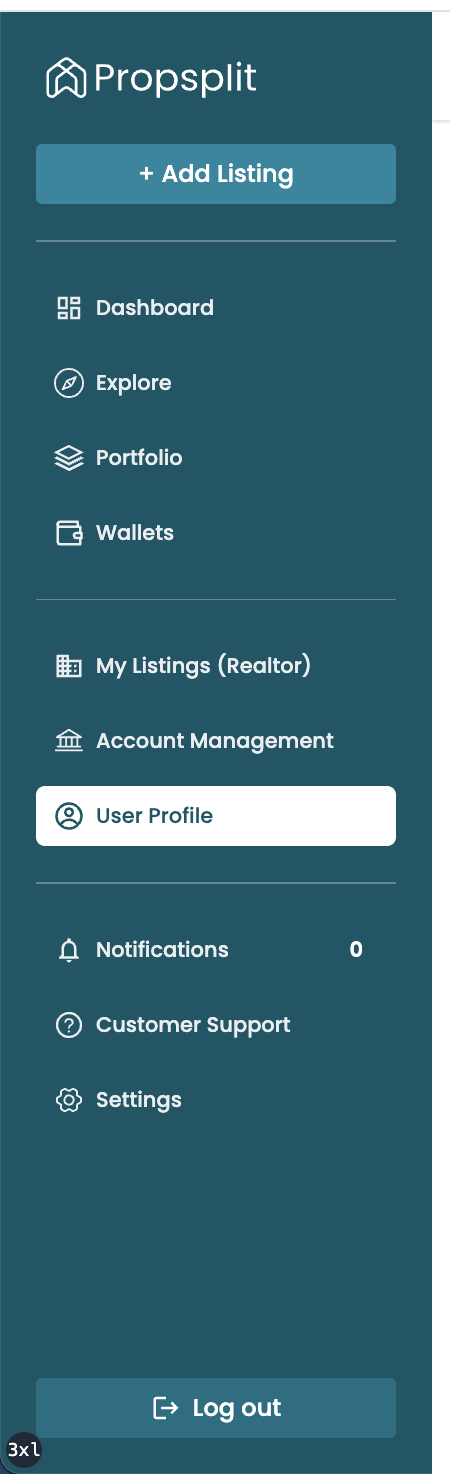 Propsplit
+ Add Listing
Dashboard
Explore
Portfolio
Wallets
My Listings (Realtor)
Account Management
User Profile
Notifications 0
Customer Support
Settings
Log out
3xl